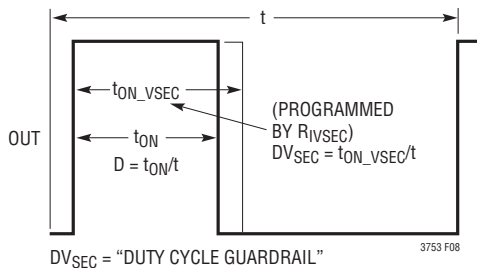 t
tON_VSEC
(PROGRAMMED
BY RIVSEC)
DVSEC = tON_VSEC/t
tON
D = tON/t
OUT
3753 F08
DVSEC = “DUTY CYCLE GUARDRAIL”